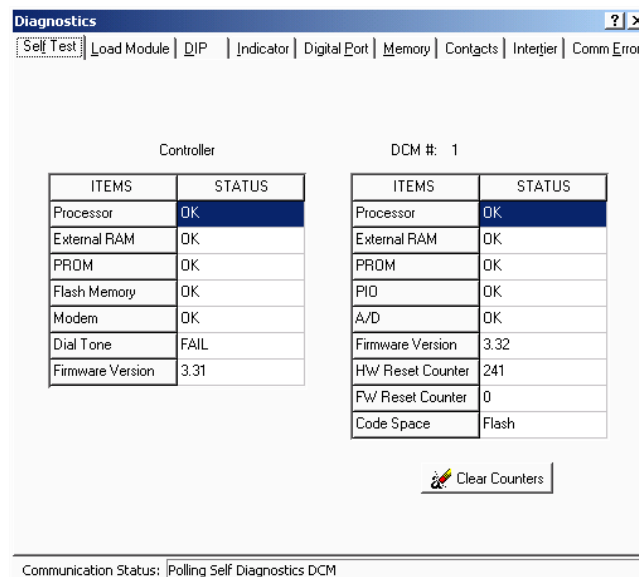 Diagnostics
Self Test Load Module DIP Indicator Digital Port Memory Contacts Intertier Comm Error
Controller DCM #: 1
ITEMS STATUS ITEMS STATUS
Processor OK Processor OK
External RAM OK External RAM OK
PROM OK PROM OK
Flash Memory OK PIO OK
Modem OK A/D OK
Dial Tone FAIL Firmware Version 3.32
Firmware Version 3.31 HW Reset Counter 241
FW Reset Counter 0
Code Space Flash
Clear Counters
Communication Status: Polling Self Diagnostics DCM